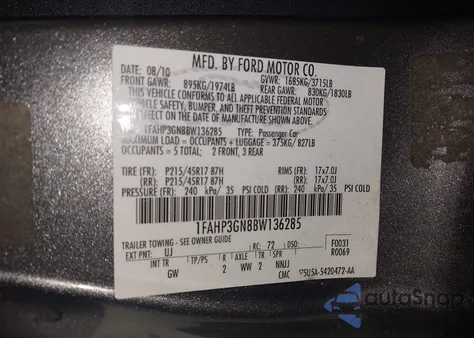 MFD. BY FORD MOTOR CO.
DATE: 08/10 GVWR: 1685KG/3715LB
FRONT GAWR: 895KG/1974LB REAR GAWR: 830KG/1830LB
THIS VEHICLE CONFORMS TO ALL APPLICABLE FEDERAL MOTOR
VEHICLE SAFETY, BUMPER, AND THEFT PREVENTION STANDARDS
IN EFFECT ON THE DATE OF MANUFACTURE SHOWN ABOVE.
VIN: 1FAHP3GN8BW136285 TYPE: Passenger Car
MAXIMUM LOAD = OCCUPANTS + LUGGAGE = 375KG/ 827LB
OCCUPANTS = 5 TOTAL; 2 FRONT, 3 REAR
TIRE (FR): P215/45R17 87H RIMS (FR): 17x7.0J
(RR): P215/45R17 87H (RR): 17x7.0J
PRESSURE (FR): 240 kPa/ 35 PSI COLD (RR): 240 kPa/ 35 PSI COLD
1FAHP3GN8BW136285
TRAILER TOWING - SEE OWNER GUIDE F0031
EXT PNT: UJ RC: 72 DSO: R0069
INT TR TP/PS R AXLE TR SPR
GW 2 WW 2 NNJJ
CMC 5U5A-5420472-AA
autoSnap